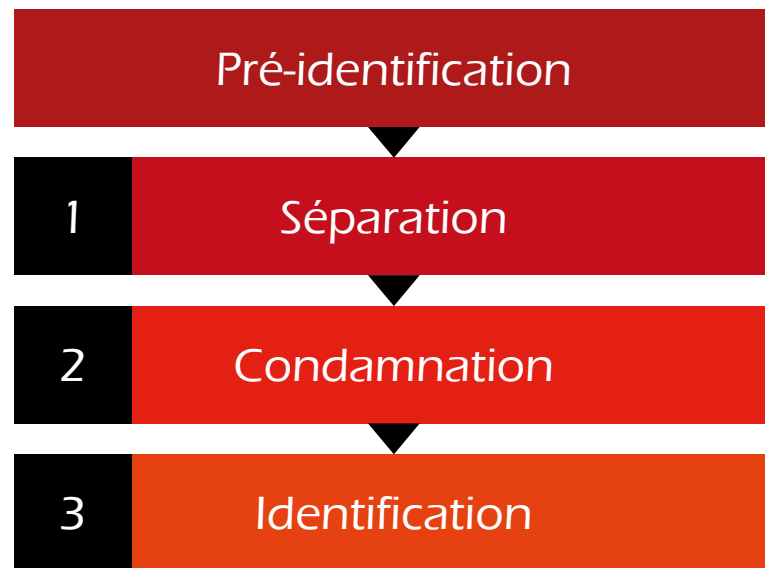 Pré-identification
1 Séparation
2 Condamnation
3 Identification